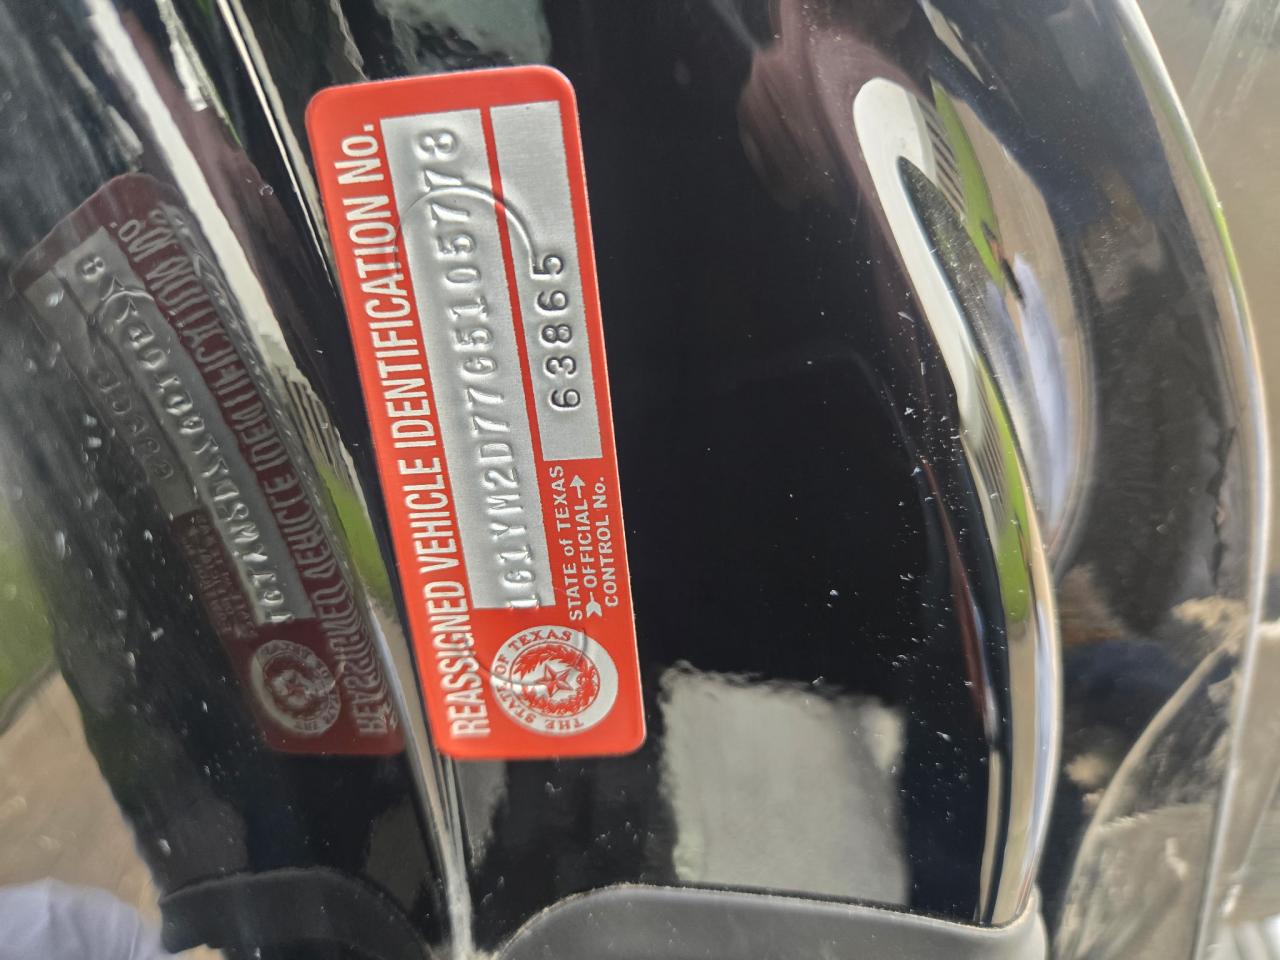 REASSIGNED VEHICLE IDENTIFICATION No.
1G1YM2D77G5105778
THE STATE OF TEXAS
STATE of TEXAS
OFFICIAL
CONTROL No.
63865